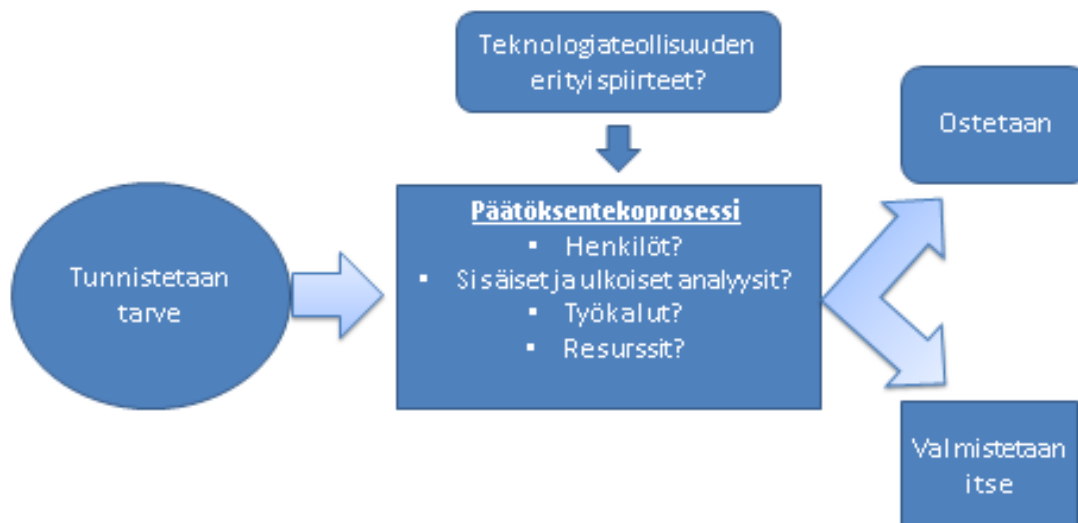 Teknologiateollisuuden
erityispiirteet?
Ostetaan
Tunnistetaan
tarve
Päätöksentekoprosessi
▪ Henkilöt?
▪ Sisäiset ja ulkoiset analyysit?
▪ Työkalut?
▪ Resurssit?
Valmistetaan
itse